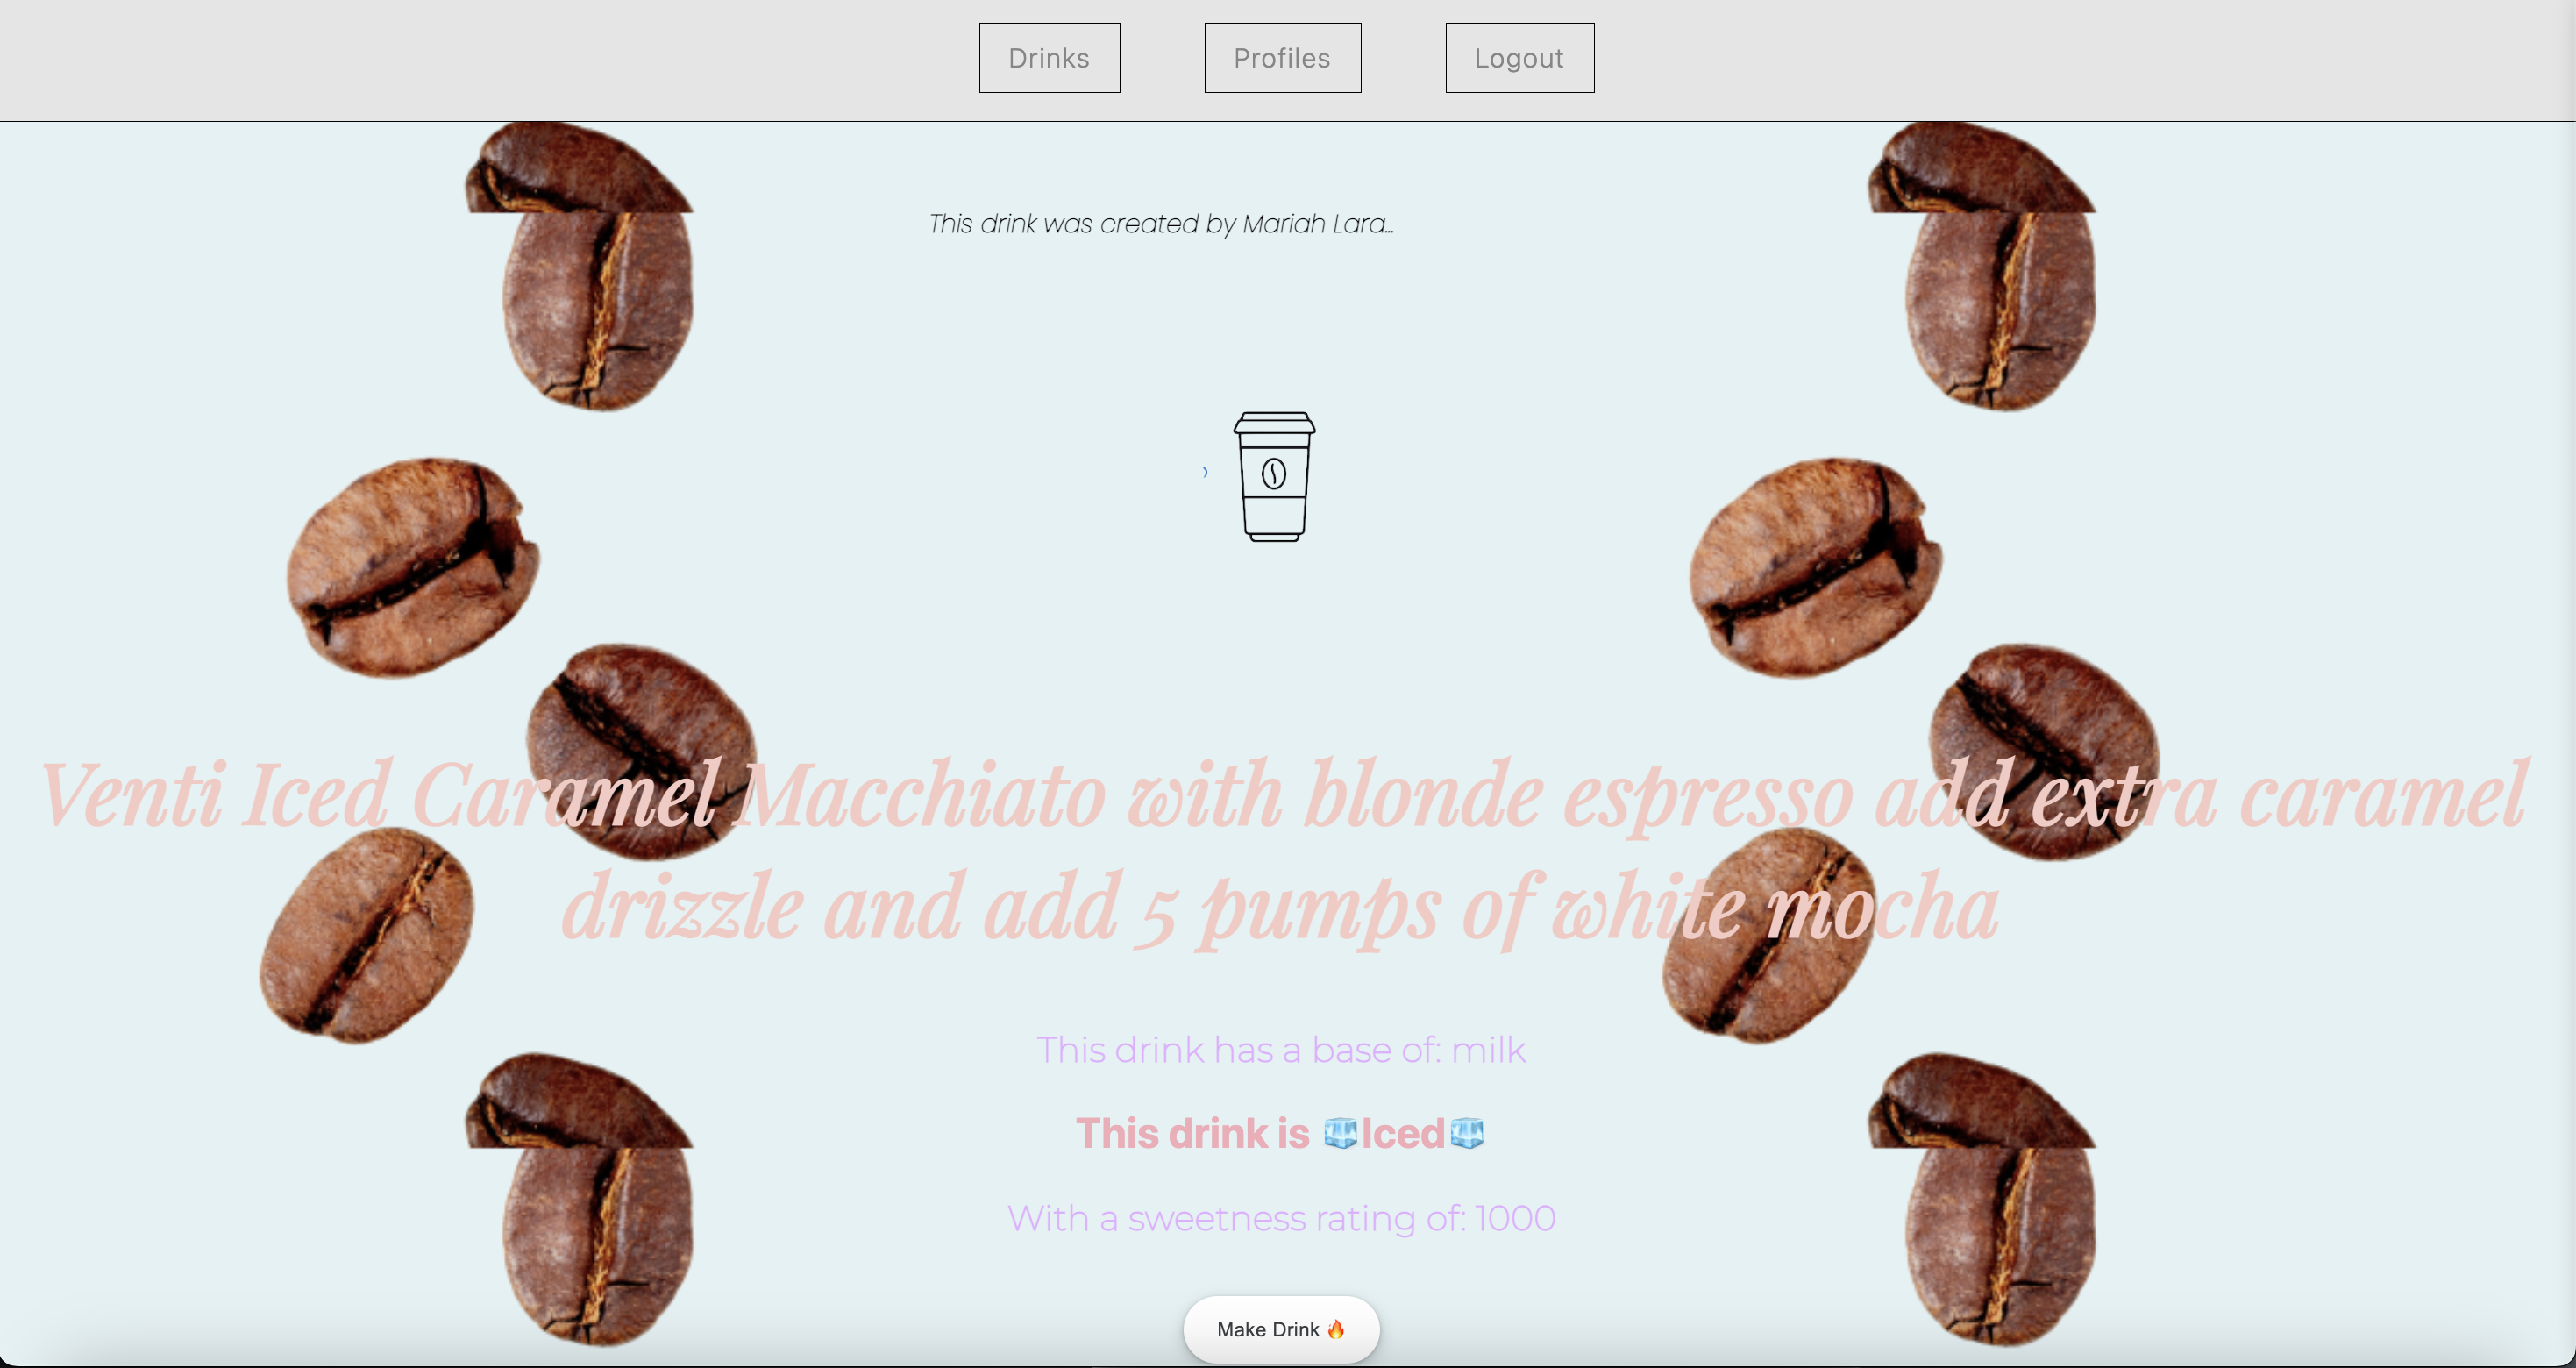 Drinks Profiles Logout
This drink was created by Mariah Lara...
Venti Iced Caramel Macchiato with blonde espresso add extra caramel
drizzle and add 5 pumps of white mocha
This drink has a base of: milk
This drink is 🧊Iced🧊
With a sweetness rating of: 1000
Make Drink 🔥